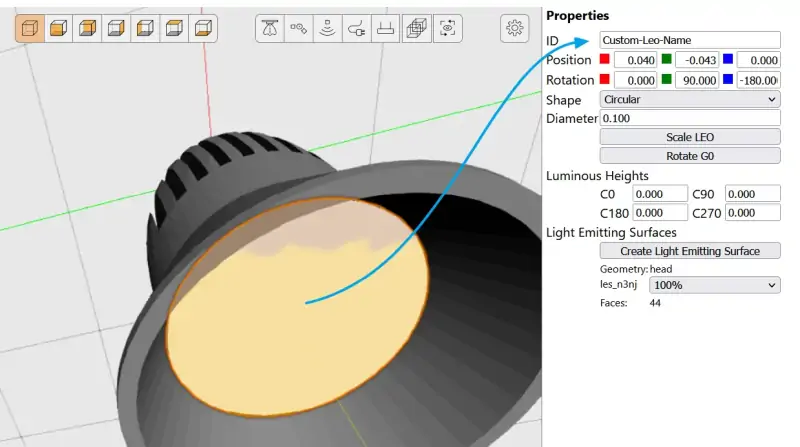 Properties
ID Custom-Leo-Name
Position 0.040 -0.043 0.000
Rotation 0.000 90.000 -180.00
Shape Circular
Diameter 0.100
Scale LEO
Rotate G0
Luminous Heights
C0 0.000 C90 0.000
C180 0.000 C270 0.000
Light Emitting Surfaces
Create Light Emitting Surface
Geometry: head
les_n3nj 100%
Faces: 44